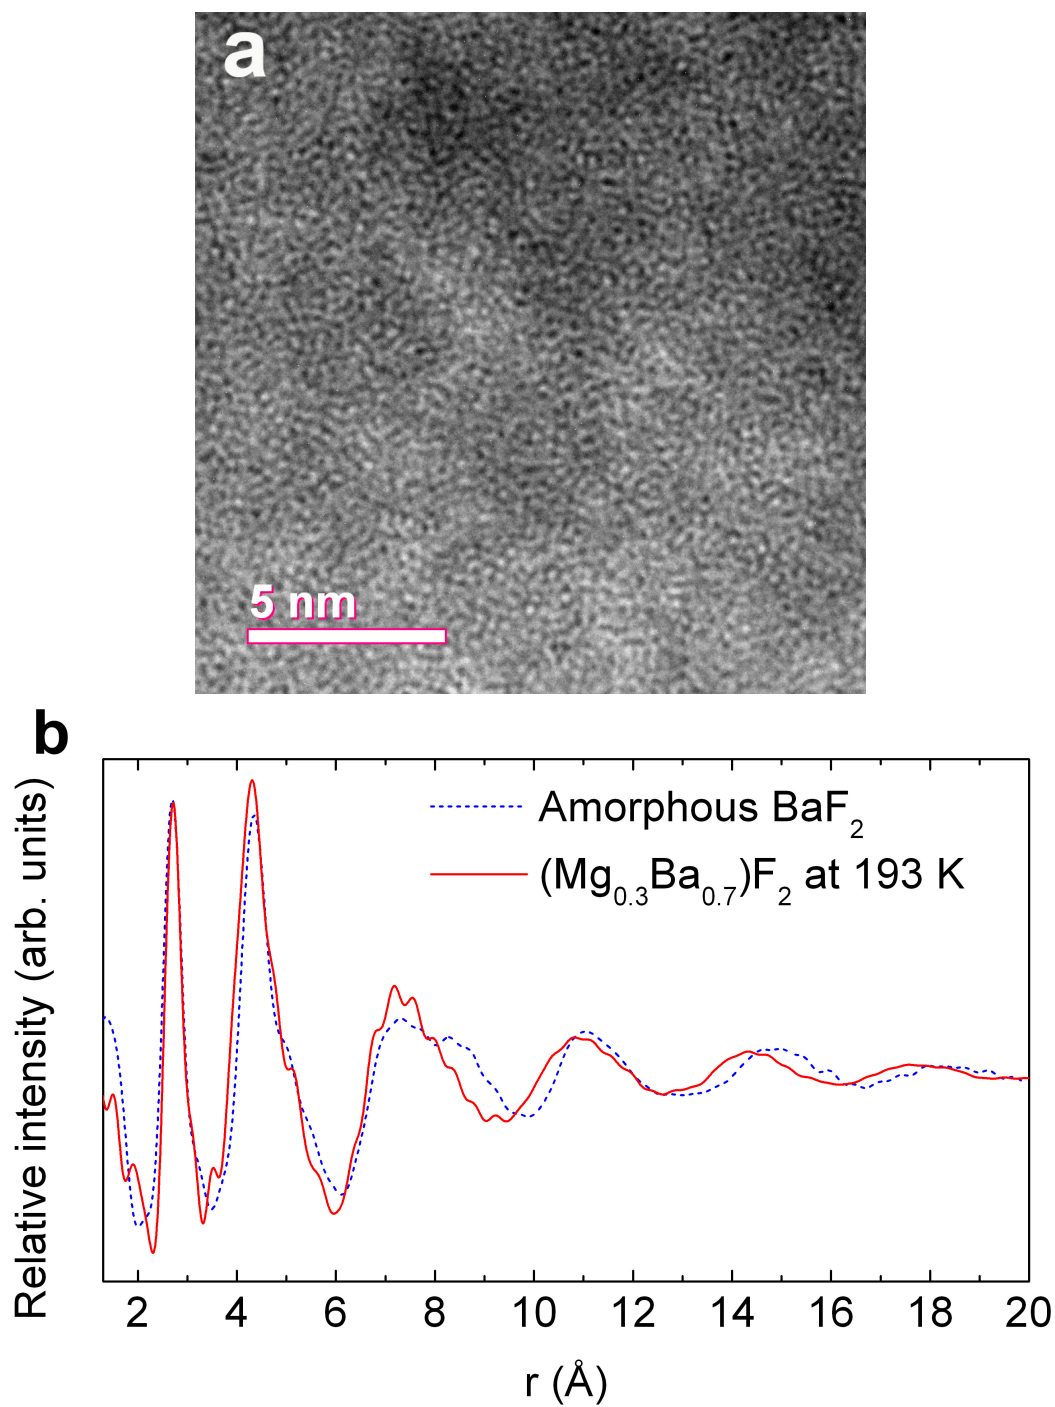 a
5 nm
b
Relative intensity (arb. units)
Amorphous BaF₂
(Mg₀.₃Ba₀.₇)F₂ at 193 K
2 4 6 8 10 12 14 16 18 20
r (Å)